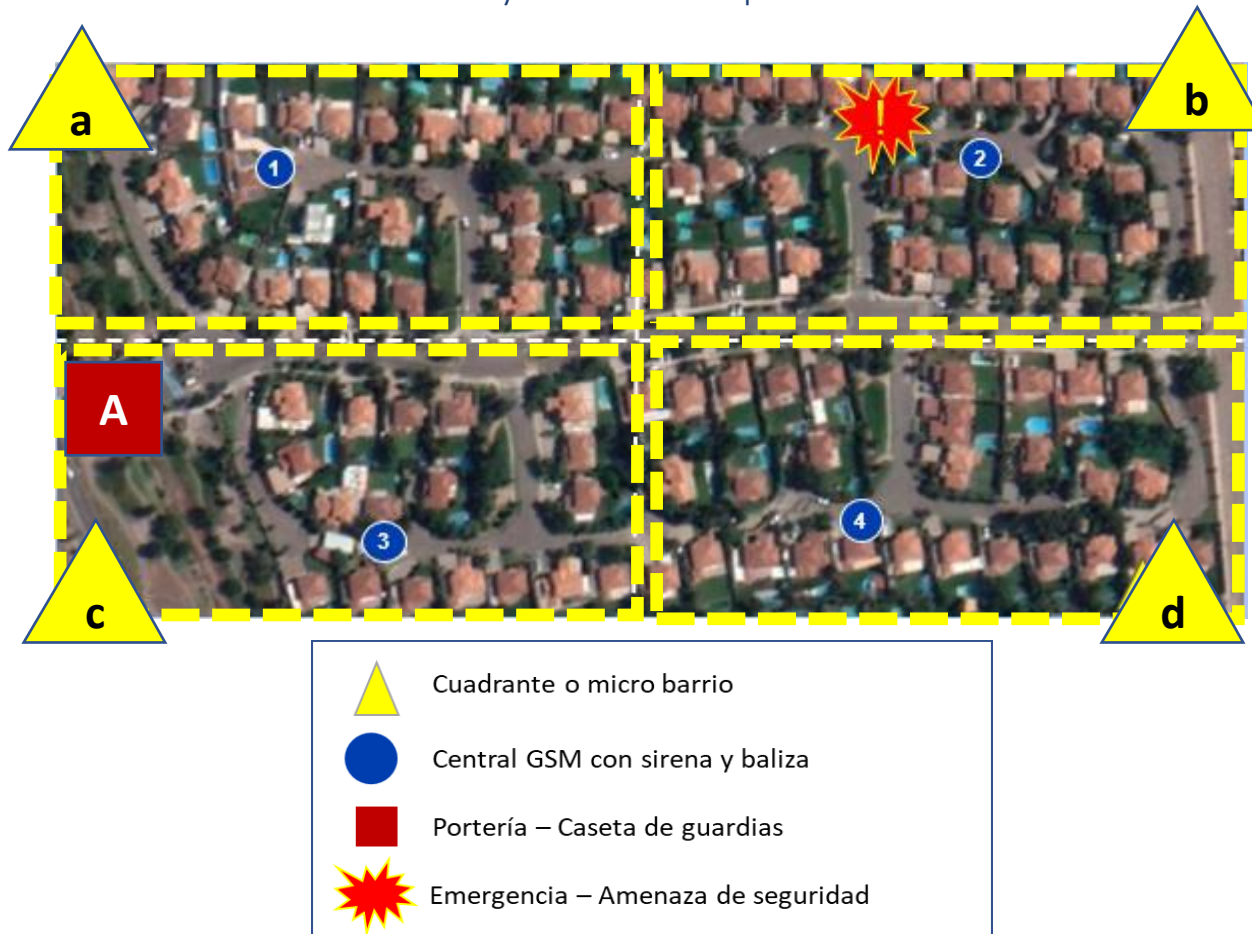 a
b
!
1
2
A
3
4
c
d
Cuadrante o micro barrio
Central GSM con sirena y baliza
Portería – Caseta de guardias
Emergencia – Amenaza de seguridad